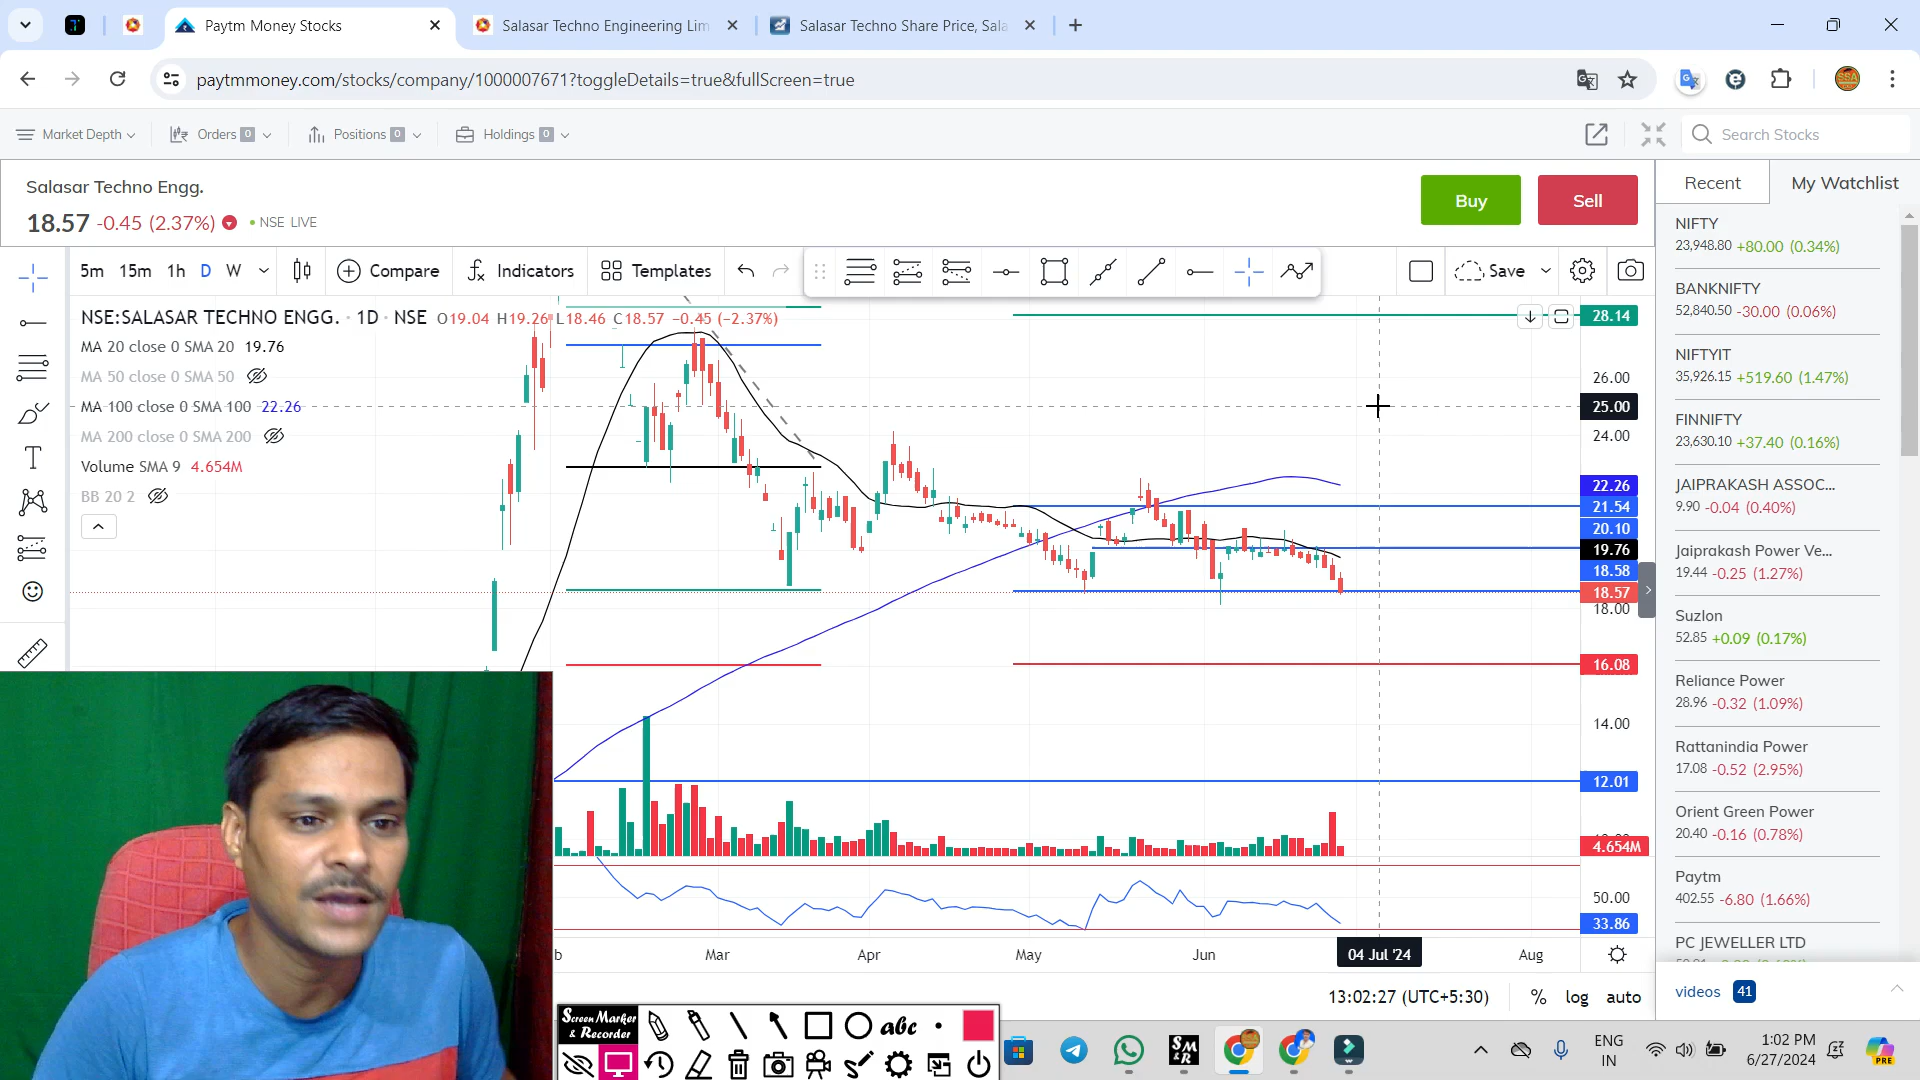 Paytm Money Stocks
Salasar Techno Engineering Lim
Salasar Techno Share Price, Sala
paytmmoney.com/stocks/company/1000007671?toggleDetails=true&fullScreen=true
Market Depth
Orders 0
Positions 0
Holdings 0
Search Stocks
Salasar Techno Engg.
18.57 -0.45 (2.37%) • NSE LIVE
Buy
Sell
Recent
My Watchlist
5m 15m 1h D W
Compare
Indicators
Templates
Save
NSE:SALASAR TECHNO ENGG. · 1D · NSE O19.04 H19.26 L18.46 C18.57 −0.45 (−2.37%)
MA 20 close 0 SMA 20 19.76
MA 50 close 0 SMA 50
MA 100 close 0 SMA 100 22.26
MA 200 close 0 SMA 200
Volume SMA 9 4.654M
BB 20 2
28.14
26.00
25.00
24.00
22.26
21.54
20.10
19.76
18.58
18.57
18.00
16.08
14.00
12.01
4.654M
50.00
33.86
b Mar Apr May Jun 04 Jul '24 Aug
13:02:27 (UTC+5:30) % log auto
NIFTY
23,948.80 +80.00 (0.34%)
BANKNIFTY
52,840.50 -30.00 (0.06%)
NIFTYIT
35,926.15 +519.60 (1.47%)
FINNIFTY
23,630.10 +37.40 (0.16%)
JAIPRAKASH ASSOC...
9.90 -0.04 (0.40%)
Jaiprakash Power Ve...
19.44 -0.25 (1.27%)
Suzlon
52.85 +0.09 (0.17%)
Reliance Power
28.96 -0.32 (1.09%)
Rattanindia Power
17.08 -0.52 (2.95%)
Orient Green Power
20.40 -0.16 (0.78%)
Paytm
402.55 -6.80 (1.66%)
PC JEWELLER LTD
videos 41
Screen Marker
& Recorder
abc
SM
&R
ENG
IN
1:02 PM
6/27/2024
PRE